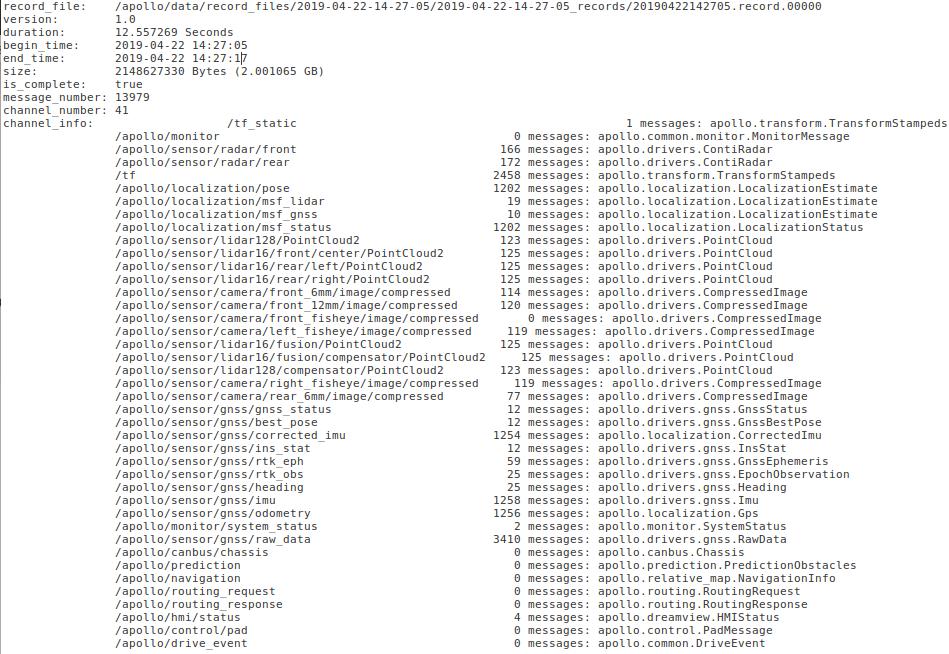 record_file: /apollo/data/record_files/2019-04-22-14-27-05/2019-04-22-14-27-05_records/20190422142705.record.00000
version: 1.0
duration: 12.557269 Seconds
begin_time: 2019-04-22 14:27:05
end_time: 2019-04-22 14:27:17
size: 2148627330 Bytes (2.001065 GB)
is_complete: true
message_number: 13979
channel_number: 41
channel_info: /tf_static 1 messages: apollo.transform.TransformStampeds
/apollo/monitor 0 messages: apollo.common.monitor.MonitorMessage
/apollo/sensor/radar/front 166 messages: apollo.drivers.ContiRadar
/apollo/sensor/radar/rear 172 messages: apollo.drivers.ContiRadar
/tf 2458 messages: apollo.transform.TransformStampeds
/apollo/localization/pose 1202 messages: apollo.localization.LocalizationEstimate
/apollo/localization/msf_lidar 19 messages: apollo.localization.LocalizationEstimate
/apollo/localization/msf_gnss 10 messages: apollo.localization.LocalizationEstimate
/apollo/localization/msf_status 1202 messages: apollo.localization.LocalizationStatus
/apollo/sensor/lidar128/PointCloud2 123 messages: apollo.drivers.PointCloud
/apollo/sensor/lidar16/front/center/PointCloud2 125 messages: apollo.drivers.PointCloud
/apollo/sensor/lidar16/rear/left/PointCloud2 125 messages: apollo.drivers.PointCloud
/apollo/sensor/lidar16/rear/right/PointCloud2 125 messages: apollo.drivers.PointCloud
/apollo/sensor/camera/front_6mm/image/compressed 114 messages: apollo.drivers.CompressedImage
/apollo/sensor/camera/front_12mm/image/compressed 120 messages: apollo.drivers.CompressedImage
/apollo/sensor/camera/front_fisheye/image/compressed 0 messages: apollo.drivers.CompressedImage
/apollo/sensor/camera/left_fisheye/image/compressed 119 messages: apollo.drivers.CompressedImage
/apollo/sensor/lidar16/fusion/PointCloud2 125 messages: apollo.drivers.PointCloud
/apollo/sensor/lidar16/fusion/compensator/PointCloud2 125 messages: apollo.drivers.PointCloud
/apollo/sensor/lidar128/compensator/PointCloud2 123 messages: apollo.drivers.PointCloud
/apollo/sensor/camera/right_fisheye/image/compressed 119 messages: apollo.drivers.CompressedImage
/apollo/sensor/camera/rear_6mm/image/compressed 77 messages: apollo.drivers.CompressedImage
/apollo/sensor/gnss/gnss_status 12 messages: apollo.drivers.gnss.GnssStatus
/apollo/sensor/gnss/best_pose 12 messages: apollo.drivers.gnss.GnssBestPose
/apollo/sensor/gnss/corrected_imu 1254 messages: apollo.localization.CorrectedImu
/apollo/sensor/gnss/ins_stat 12 messages: apollo.drivers.gnss.InsStat
/apollo/sensor/gnss/rtk_eph 59 messages: apollo.drivers.gnss.GnssEphemeris
/apollo/sensor/gnss/rtk_obs 25 messages: apollo.drivers.gnss.EpochObservation
/apollo/sensor/gnss/heading 25 messages: apollo.drivers.gnss.Heading
/apollo/sensor/gnss/imu 1258 messages: apollo.drivers.gnss.Imu
/apollo/sensor/gnss/odometry 1256 messages: apollo.localization.Gps
/apollo/monitor/system_status 2 messages: apollo.monitor.SystemStatus
/apollo/sensor/gnss/raw_data 3410 messages: apollo.drivers.gnss.RawData
/apollo/canbus/chassis 0 messages: apollo.canbus.Chassis
/apollo/prediction 0 messages: apollo.prediction.PredictionObstacles
/apollo/navigation 0 messages: apollo.relative_map.NavigationInfo
/apollo/routing_request 0 messages: apollo.routing.RoutingRequest
/apollo/routing_response 0 messages: apollo.routing.RoutingResponse
/apollo/hmi/status 4 messages: apollo.dreamview.HMIStatus
/apollo/control/pad 0 messages: apollo.control.PadMessage
/apollo/drive_event 0 messages: apollo.common.DriveEvent